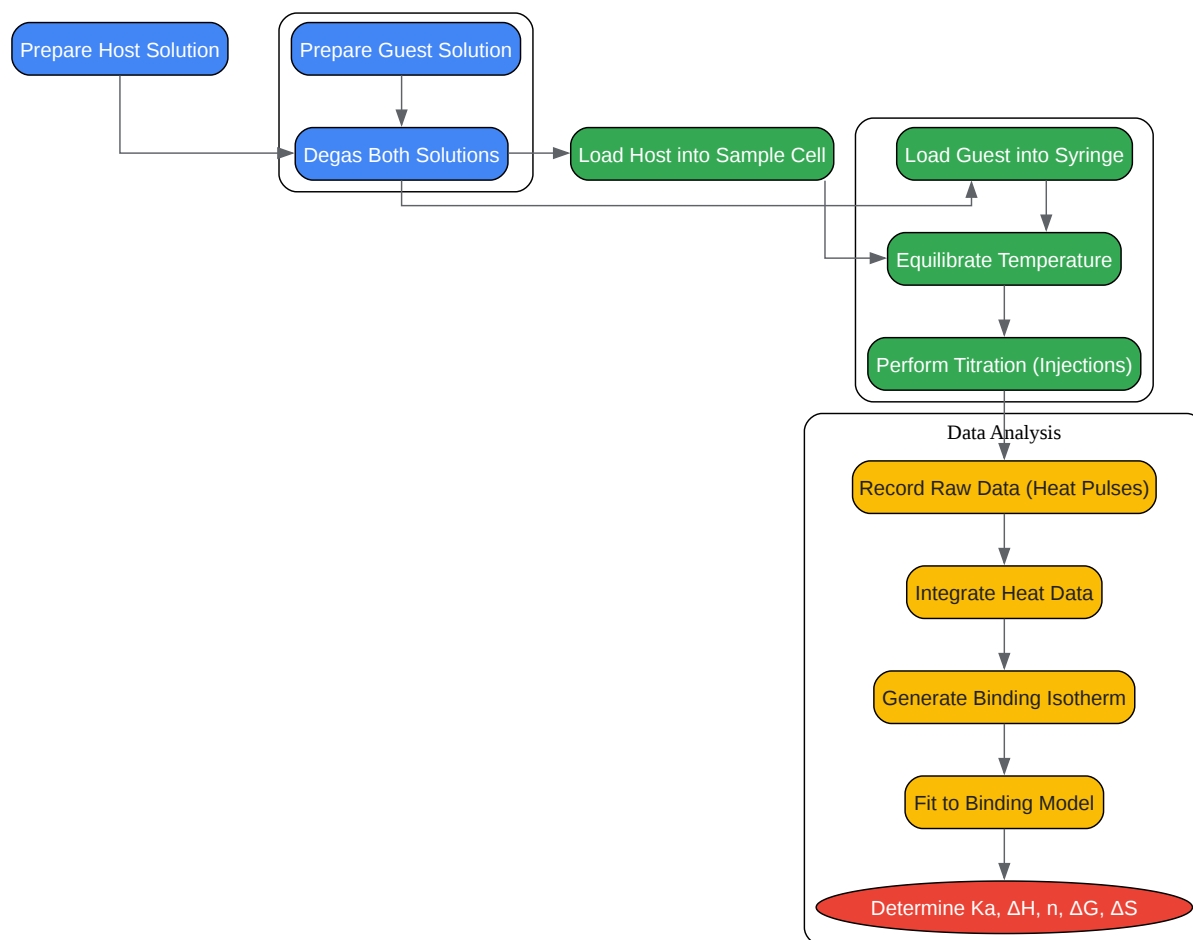 Prepare Host Solution
Prepare Guest Solution
Degas Both Solutions
Load Host into Sample Cell
Load Guest into Syringe
Equilibrate Temperature
Perform Titration (Injections)
Data Analysis
Record Raw Data (Heat Pulses)
Integrate Heat Data
Generate Binding Isotherm
Fit to Binding Model
Determine Ka, ΔH, n, ΔG, ΔS